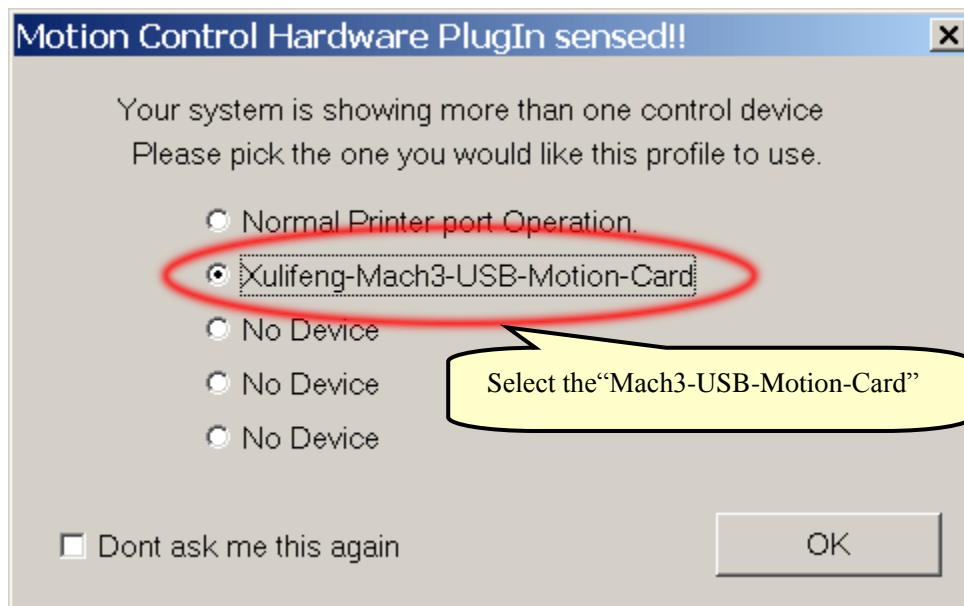 Motion Control Hardware PlugIn sensed!!
Your system is showing more than one control device
Please pick the one you would like this profile to use.
Normal Printer port Operation.
Xulifeng-Mach3-USB-Motion-Card
No Device
Select the“Mach3-USB-Motion-Card”
No Device
No Device
Dont ask me this again
OK